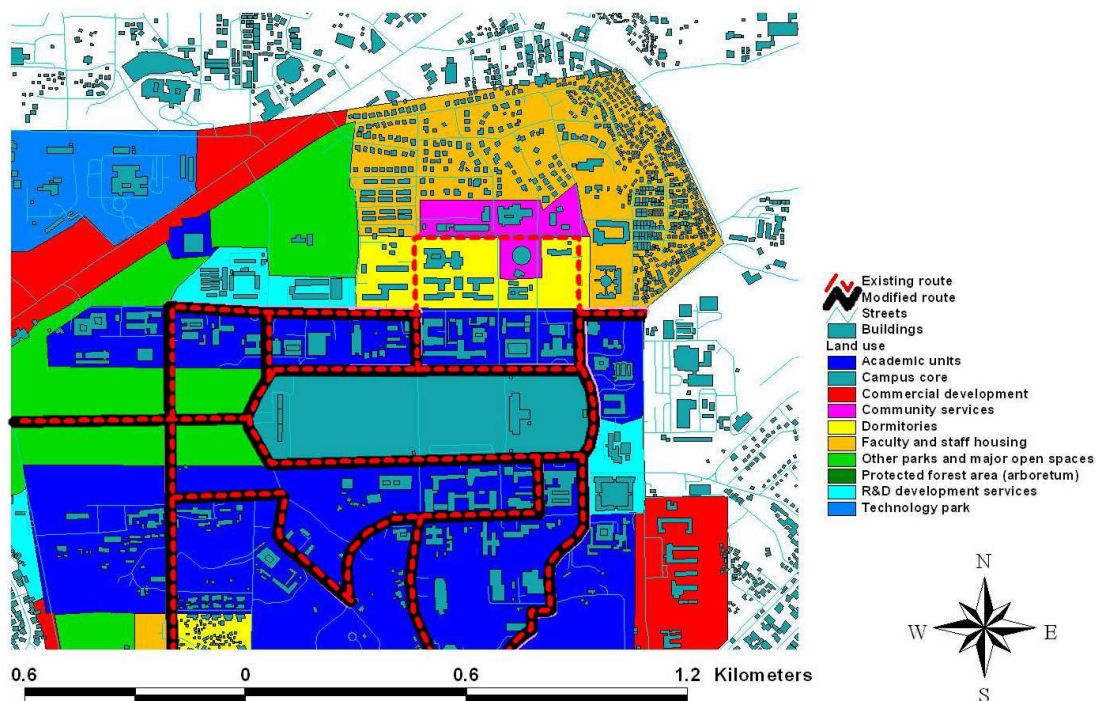 Existing route
Modified route
Streets
Buildings
Land use
Academic units
Campus core
Commercial development
Community services
Dormitories
Faculty and staff housing
Other parks and major open spaces
Protected forest area (arboretum)
R&D development services
Technology park
N
W E
S
0.6 0 0.6 1.2 Kilometers